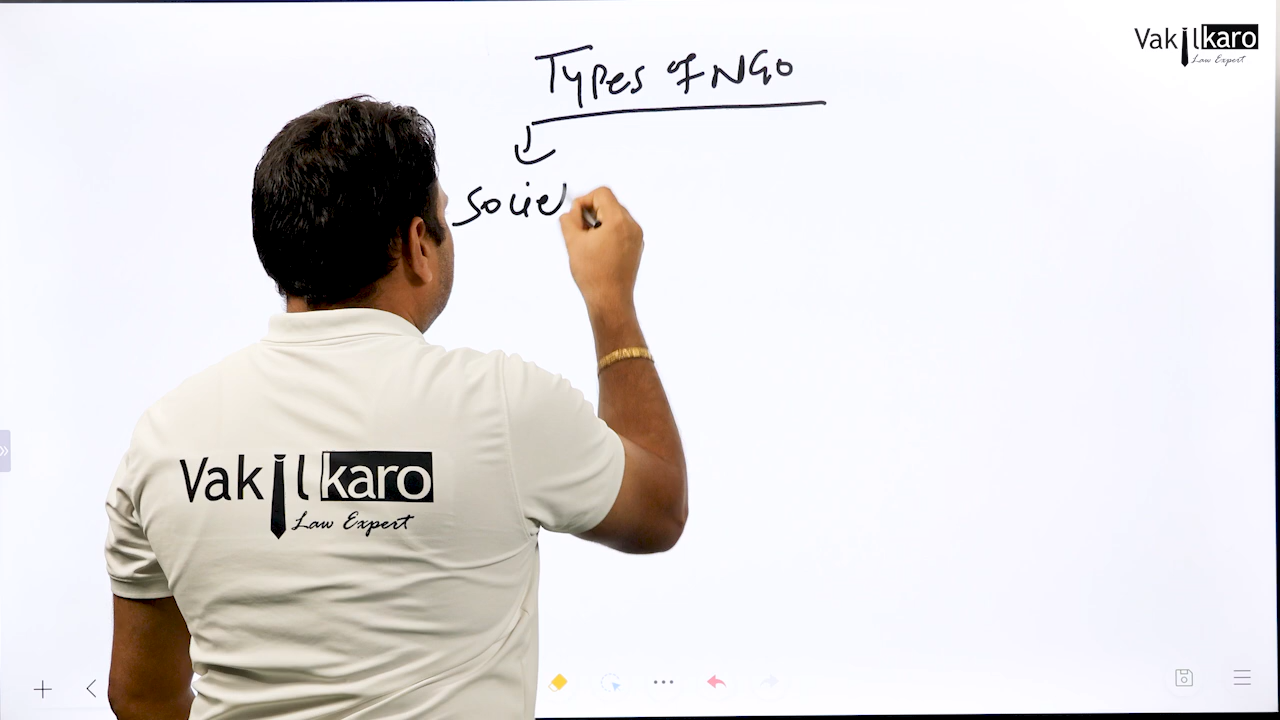 Types of NGO
Vakilkaro
Law Expert
Socie
Vakilkaro
Law Expert